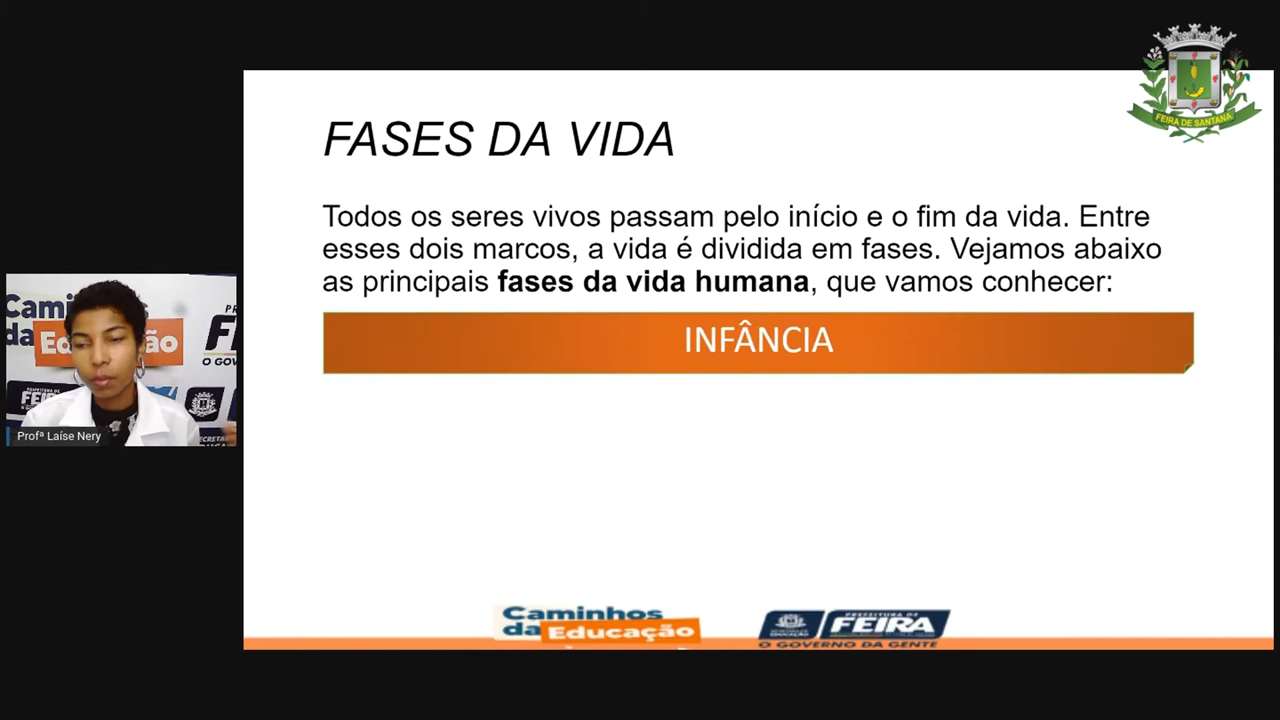 FEIRA DE SANTANA
FASES DA VIDA
Todos os seres vivos passam pelo início e o fim da vida. Entre
esses dois marcos, a vida é dividida em fases. Vejamos abaixo
as principais fases da vida humana, que vamos conhecer:
INFÂNCIA
Profª Laíse Nery
Caminhos
da Educação
PREFEITURA DE
FEIRA
O GOVERNO DA GENTE